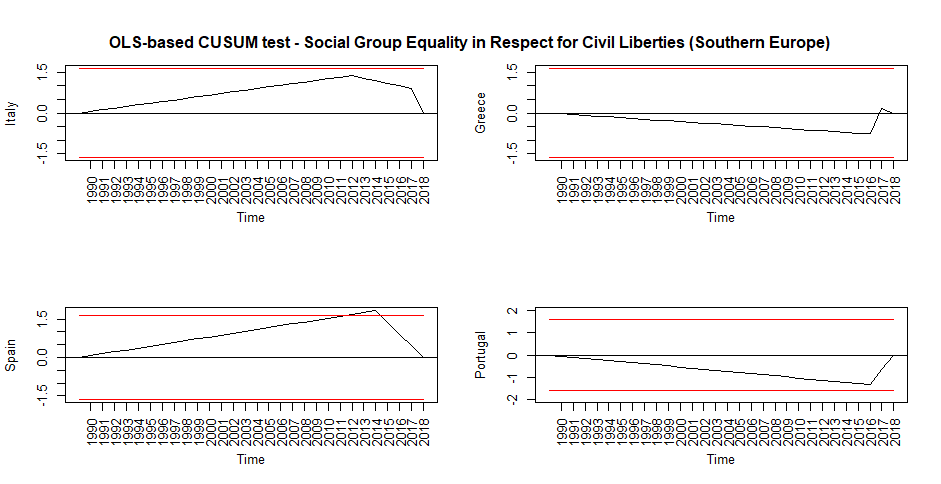 OLS-based CUSUM test - Social Group Equality in Respect for Civil Liberties (Southern Europe)
Italy
1.5
0.0
-1.5
1990 1991 1992 1993 1994 1995 1996 1997 1998 1999 2000 2001 2002 2003 2004 2005 2006 2007 2008 2009 2010 2011 2012 2013 2014 2015 2016 2017 2018
Time
Greece
1.5
0.0
-1.5
1990 1991 1992 1993 1994 1995 1996 1997 1998 1999 2000 2001 2002 2003 2004 2005 2006 2007 2008 2009 2010 2011 2012 2013 2014 2015 2016 2017 2018
Time
Spain
1.5
0.0
-1.5
1990 1991 1992 1993 1994 1995 1996 1997 1998 1999 2000 2001 2002 2003 2004 2005 2006 2007 2008 2009 2010 2011 2012 2013 2014 2015 2016 2017 2018
Time
Portugal
2
1
0
-1
-2
1990 1991 1992 1993 1994 1995 1996 1997 1998 1999 2000 2001 2002 2003 2004 2005 2006 2007 2008 2009 2010 2011 2012 2013 2014 2015 2016 2017 2018
Time